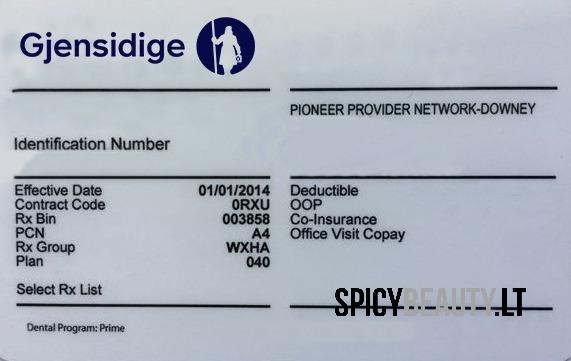 Gjensidige
PIONEER PROVIDER NETWORK-DOWNEY
Identification Number
Effective Date 01/01/2014
Contract Code 0RXU
Rx Bin 003858
PCN A4
Rx Group WXHA
Plan 040
Select Rx List
Deductible
OOP
Co-Insurance
Office Visit Copay
SPICYBEAUTY.LT
Dental Program: Prime